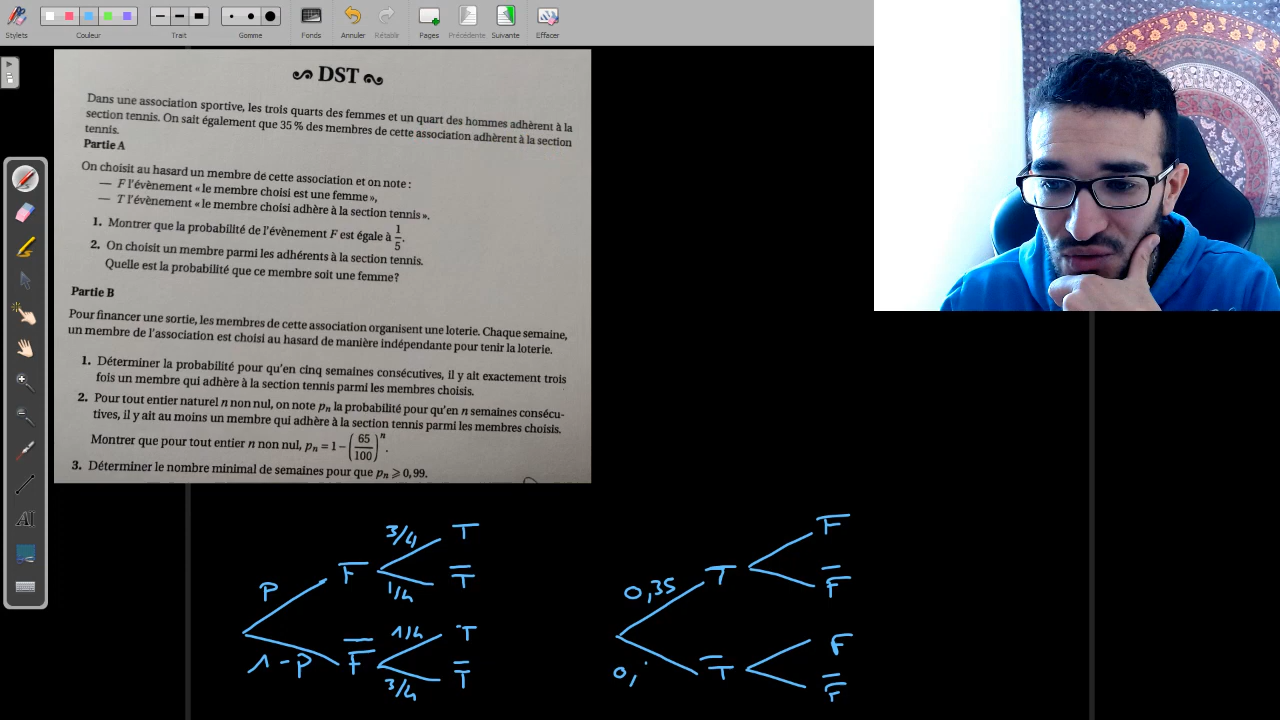 Stylets Couleur Trait Gomme Fonds Annuler Rétablir Pages Précédente Suivante Effacer
DST
Dans une association sportive, les trois quarts des femmes et un quart des hommes adhèrent à la
section tennis. On sait également que 35 % des membres de cette association adhèrent à la section
tennis.
Partie A
On choisit au hasard un membre de cette association et on note :
— F l'évènement « le membre choisi est une femme »,
— T l'évènement « le membre choisi adhère à la section tennis ».
1. Montrer que la probabilité de l'évènement F est égale à 1/5.
2. On choisit un membre parmi les adhérents à la section tennis.
Quelle est la probabilité que ce membre soit une femme ?
Partie B
Pour financer une sortie, les membres de cette association organisent une loterie. Chaque semaine,
un membre de l'association est choisi au hasard de manière indépendante pour tenir la loterie.
1. Déterminer la probabilité pour qu'en cinq semaines consécutives, il y ait exactement trois
fois un membre qui adhère à la section tennis parmi les membres choisis.
2. Pour tout entier naturel n non nul, on note pn la probabilité pour qu'en n semaines consécu-
tives, il y ait au moins un membre qui adhère à la section tennis parmi les membres choisis.
Montrer que pour tout entier n non nul, pn = 1 − (65/100)^n.
3. Déterminer le nombre minimal de semaines pour que pn ⩾ 0,99.
AI
3/4 T
P F
1/4 T̅
1/4 T
1-P F̅
3/4 T̅
F
0,35 T
F̅
F
0, T̅
F̅